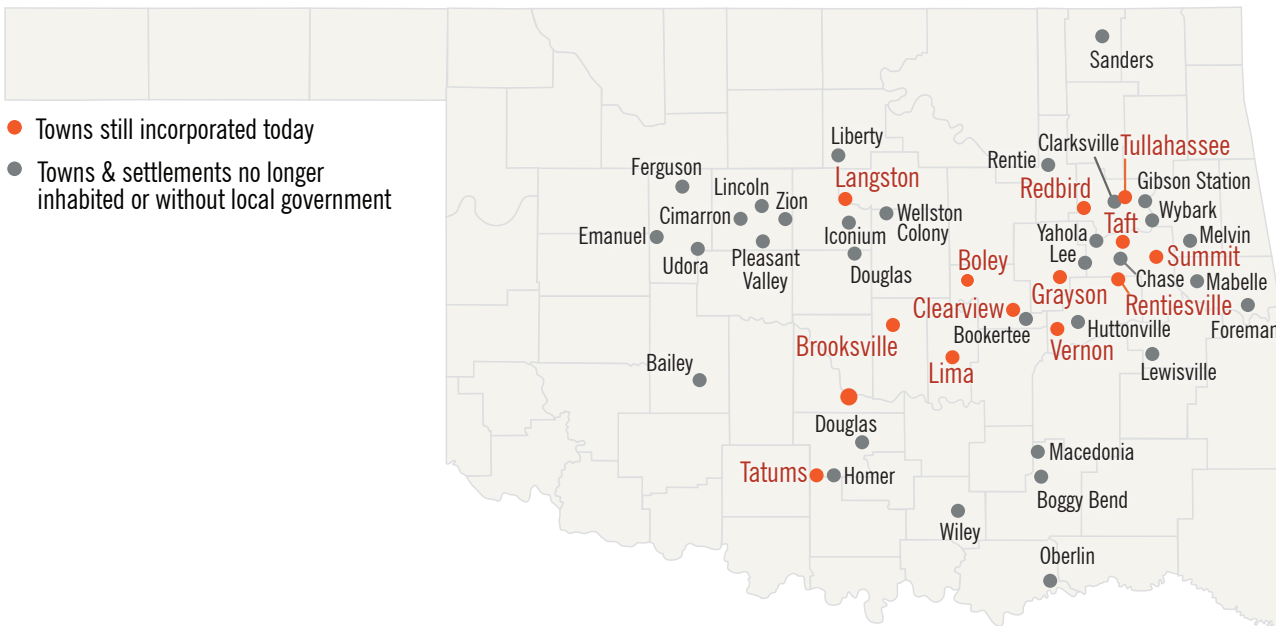 Towns still incorporated today
Towns & settlements no longer
inhabited or without local government
Sanders
Liberty
Clarksville
Tullahassee
Rentie
Ferguson
Langston
Redbird
Gibson Station
Lincoln
Zion
Cimarron
Wellston
Colony
Wybark
Taft
Emanuel
Iconium
Yahola
Melvin
Udora
Pleasant
Valley
Douglas
Boley
Lee
Summit
Chase
Mabelle
Grayson
Rentiesville
Clearview
Bookertee
Huttonville
Foreman
Brooksville
Vernon
Bailey
Lima
Lewisville
Douglas
Macedonia
Tatums
Homer
Boggy Bend
Wiley
Oberlin